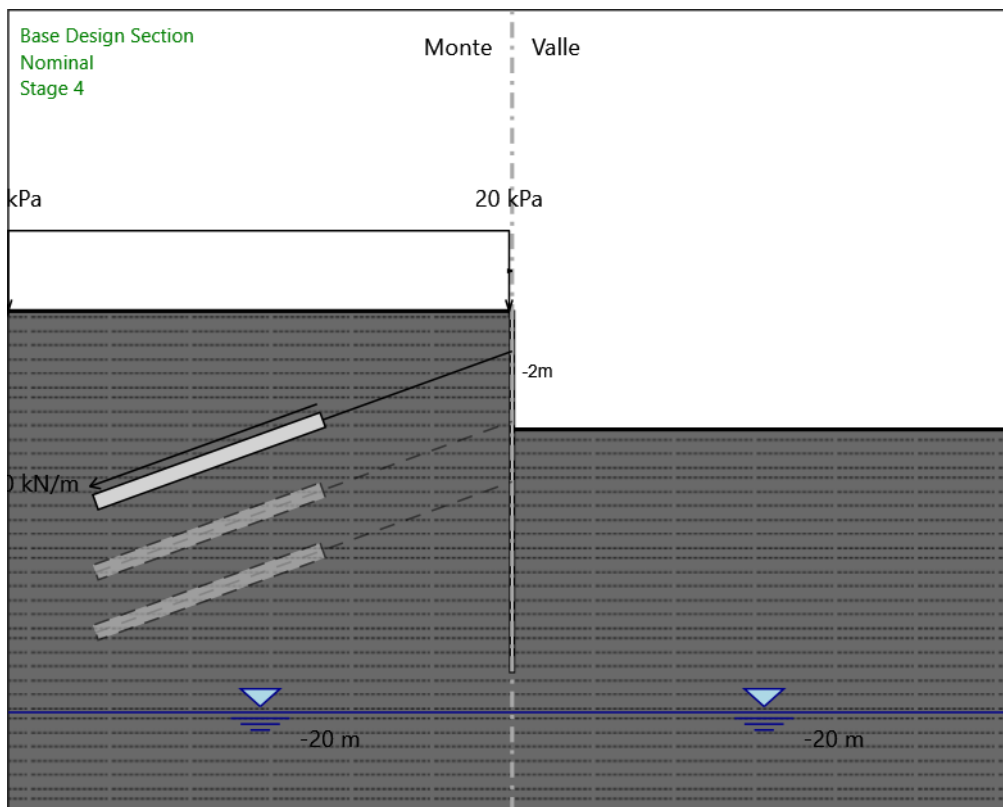 Base Design Section
Nominal
Stage 4
Monte
Valle
kPa
20 kPa
-2m
kN/m
-20 m
-20 m